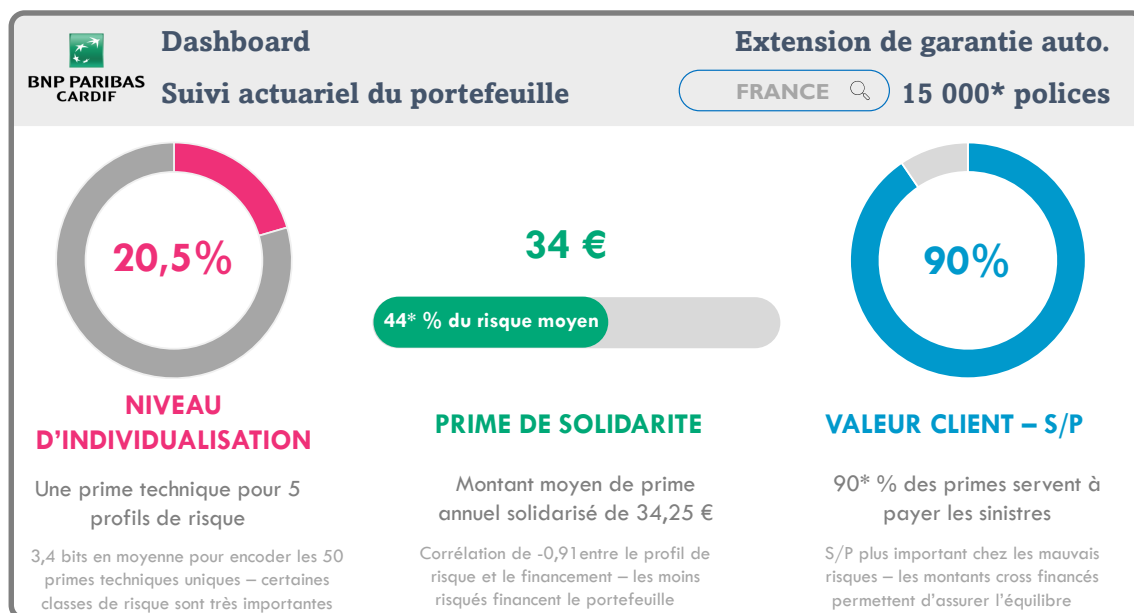 BNP PARIBAS
CARDIF
Dashboard
Suivi actuariel du portefeuille
Extension de garantie auto.
FRANCE
15 000* polices
20,5%
NIVEAU
D’INDIVIDUALISATION
Une prime technique pour 5
profils de risque
3,4 bits en moyenne pour encoder les 50
primes techniques uniques – certaines
classes de risque sont très importantes
34 €
44* % du risque moyen
PRIME DE SOLIDARITE
Montant moyen de prime
annuel solidarisé de 34,25 €
Corrélation de -0,91entre le profil de
risque et le financement – les moins
risqués financent le portefeuille
90%
VALEUR CLIENT – S/P
90* % des primes servent à
payer les sinistres
S/P plus important chez les mauvais
risques – les montants cross financés
permettent d’assurer l’équilibre